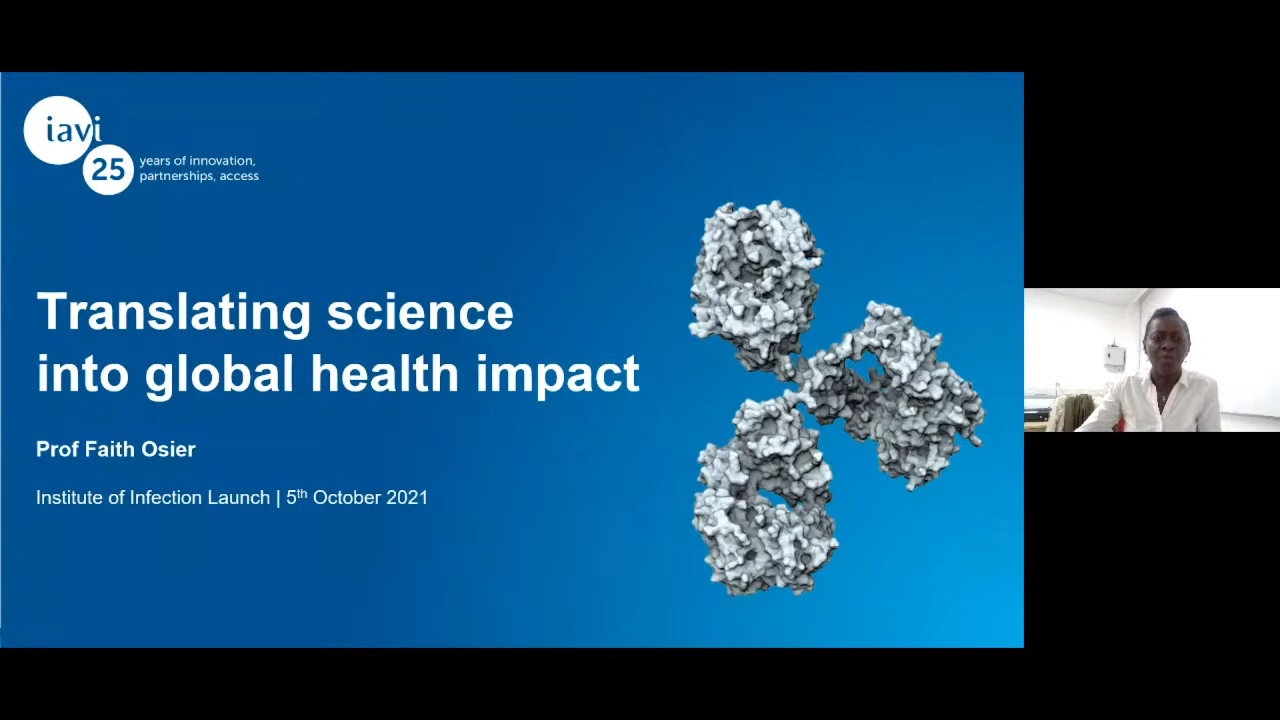 iavi
25
years of innovation,
partnerships, access
Translating science
into global health impact
Prof Faith Osier
Institute of Infection Launch | 5th October 2021